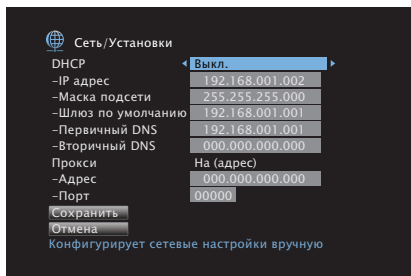 Сеть/Установки
DHCP Выкл.
–IP адрес 192.168.001.002
–Маска подсети 255.255.255.000
–Шлюз по умолчанию 192.168.001.001
–Первичный DNS 192.168.001.001
–Вторичный DNS 000.000.000.000
Прокси На (адрес)
–Адрес 000.000.000.000
–Порт 00000
Сохранить
Отмена
Конфигурирует сетевые настройки вручную